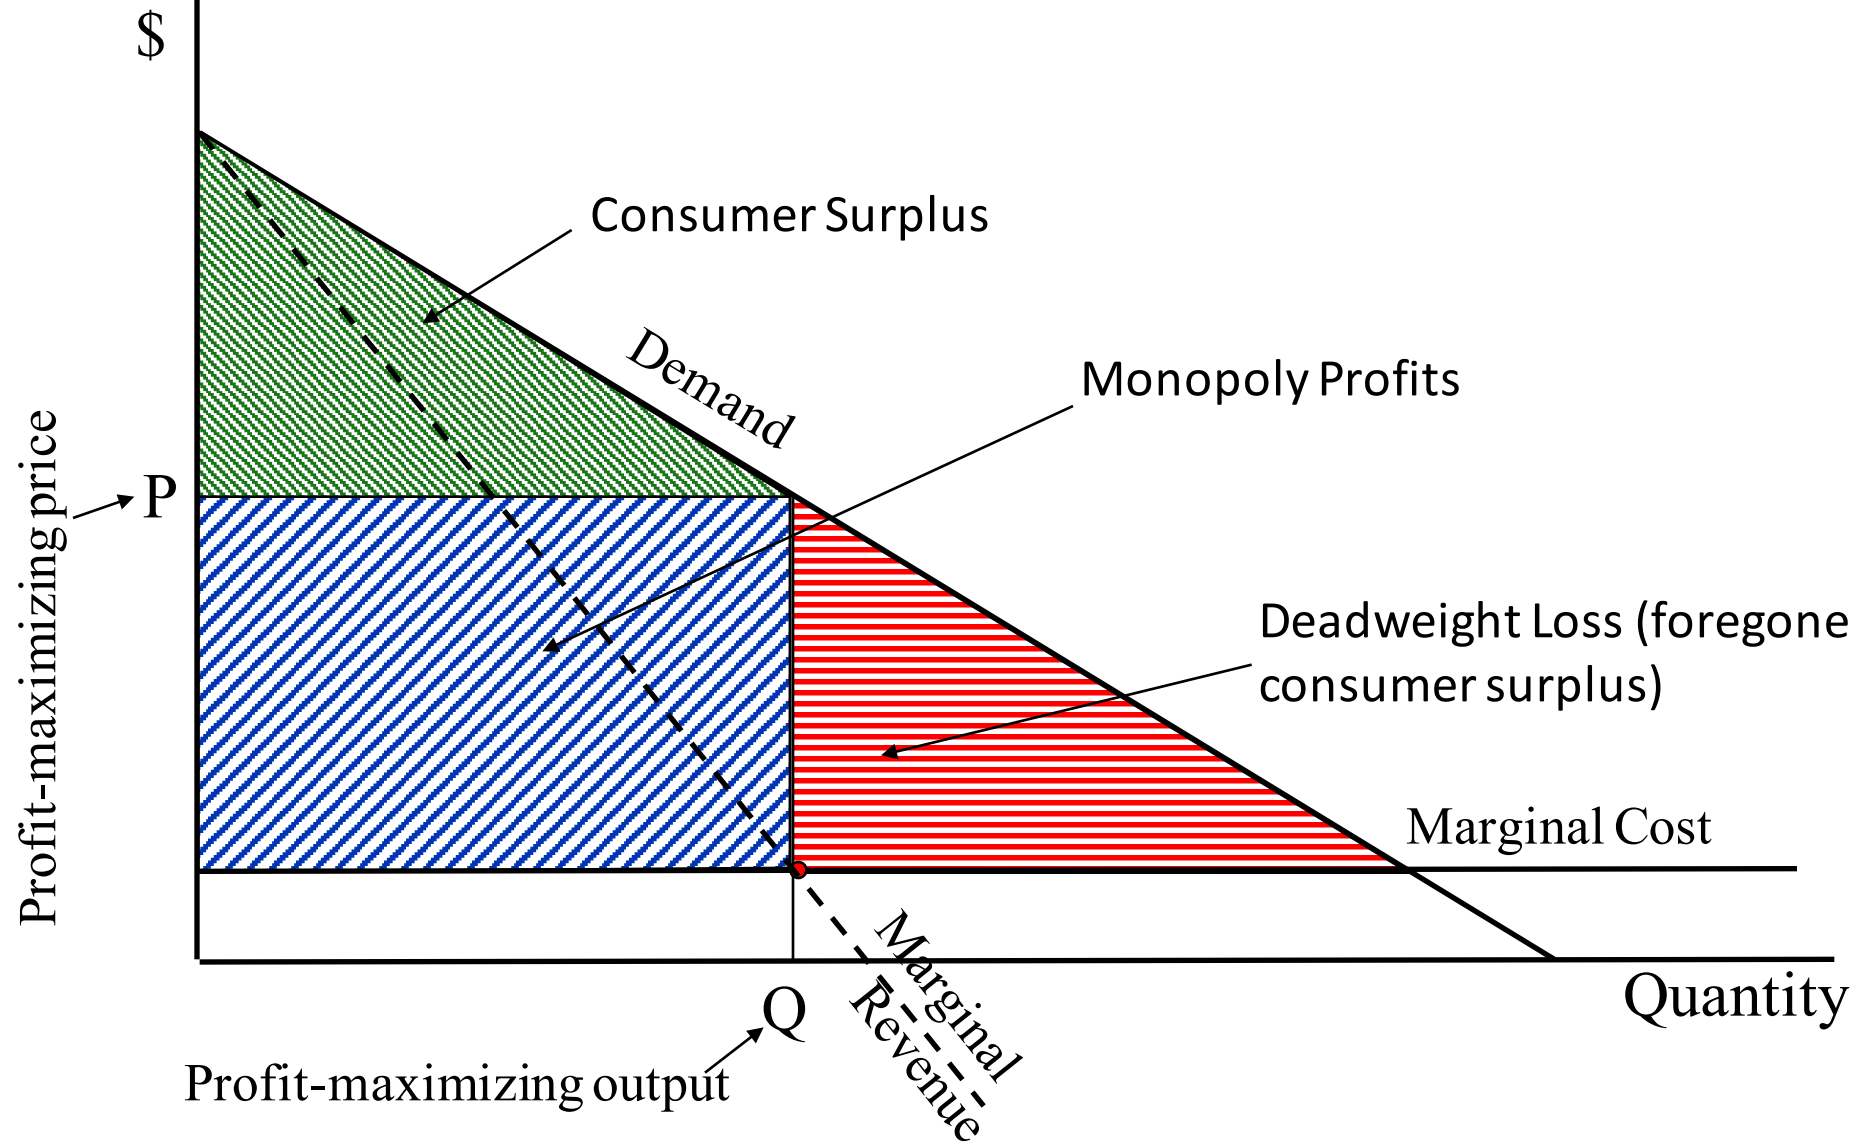 $
Consumer Surplus
Demand
Monopoly Profits
Profit-maximizing price
P
Deadweight Loss (foregone
consumer surplus)
Marginal Cost
Marginal
Revenue
Quantity
Q
Profit-maximizing output